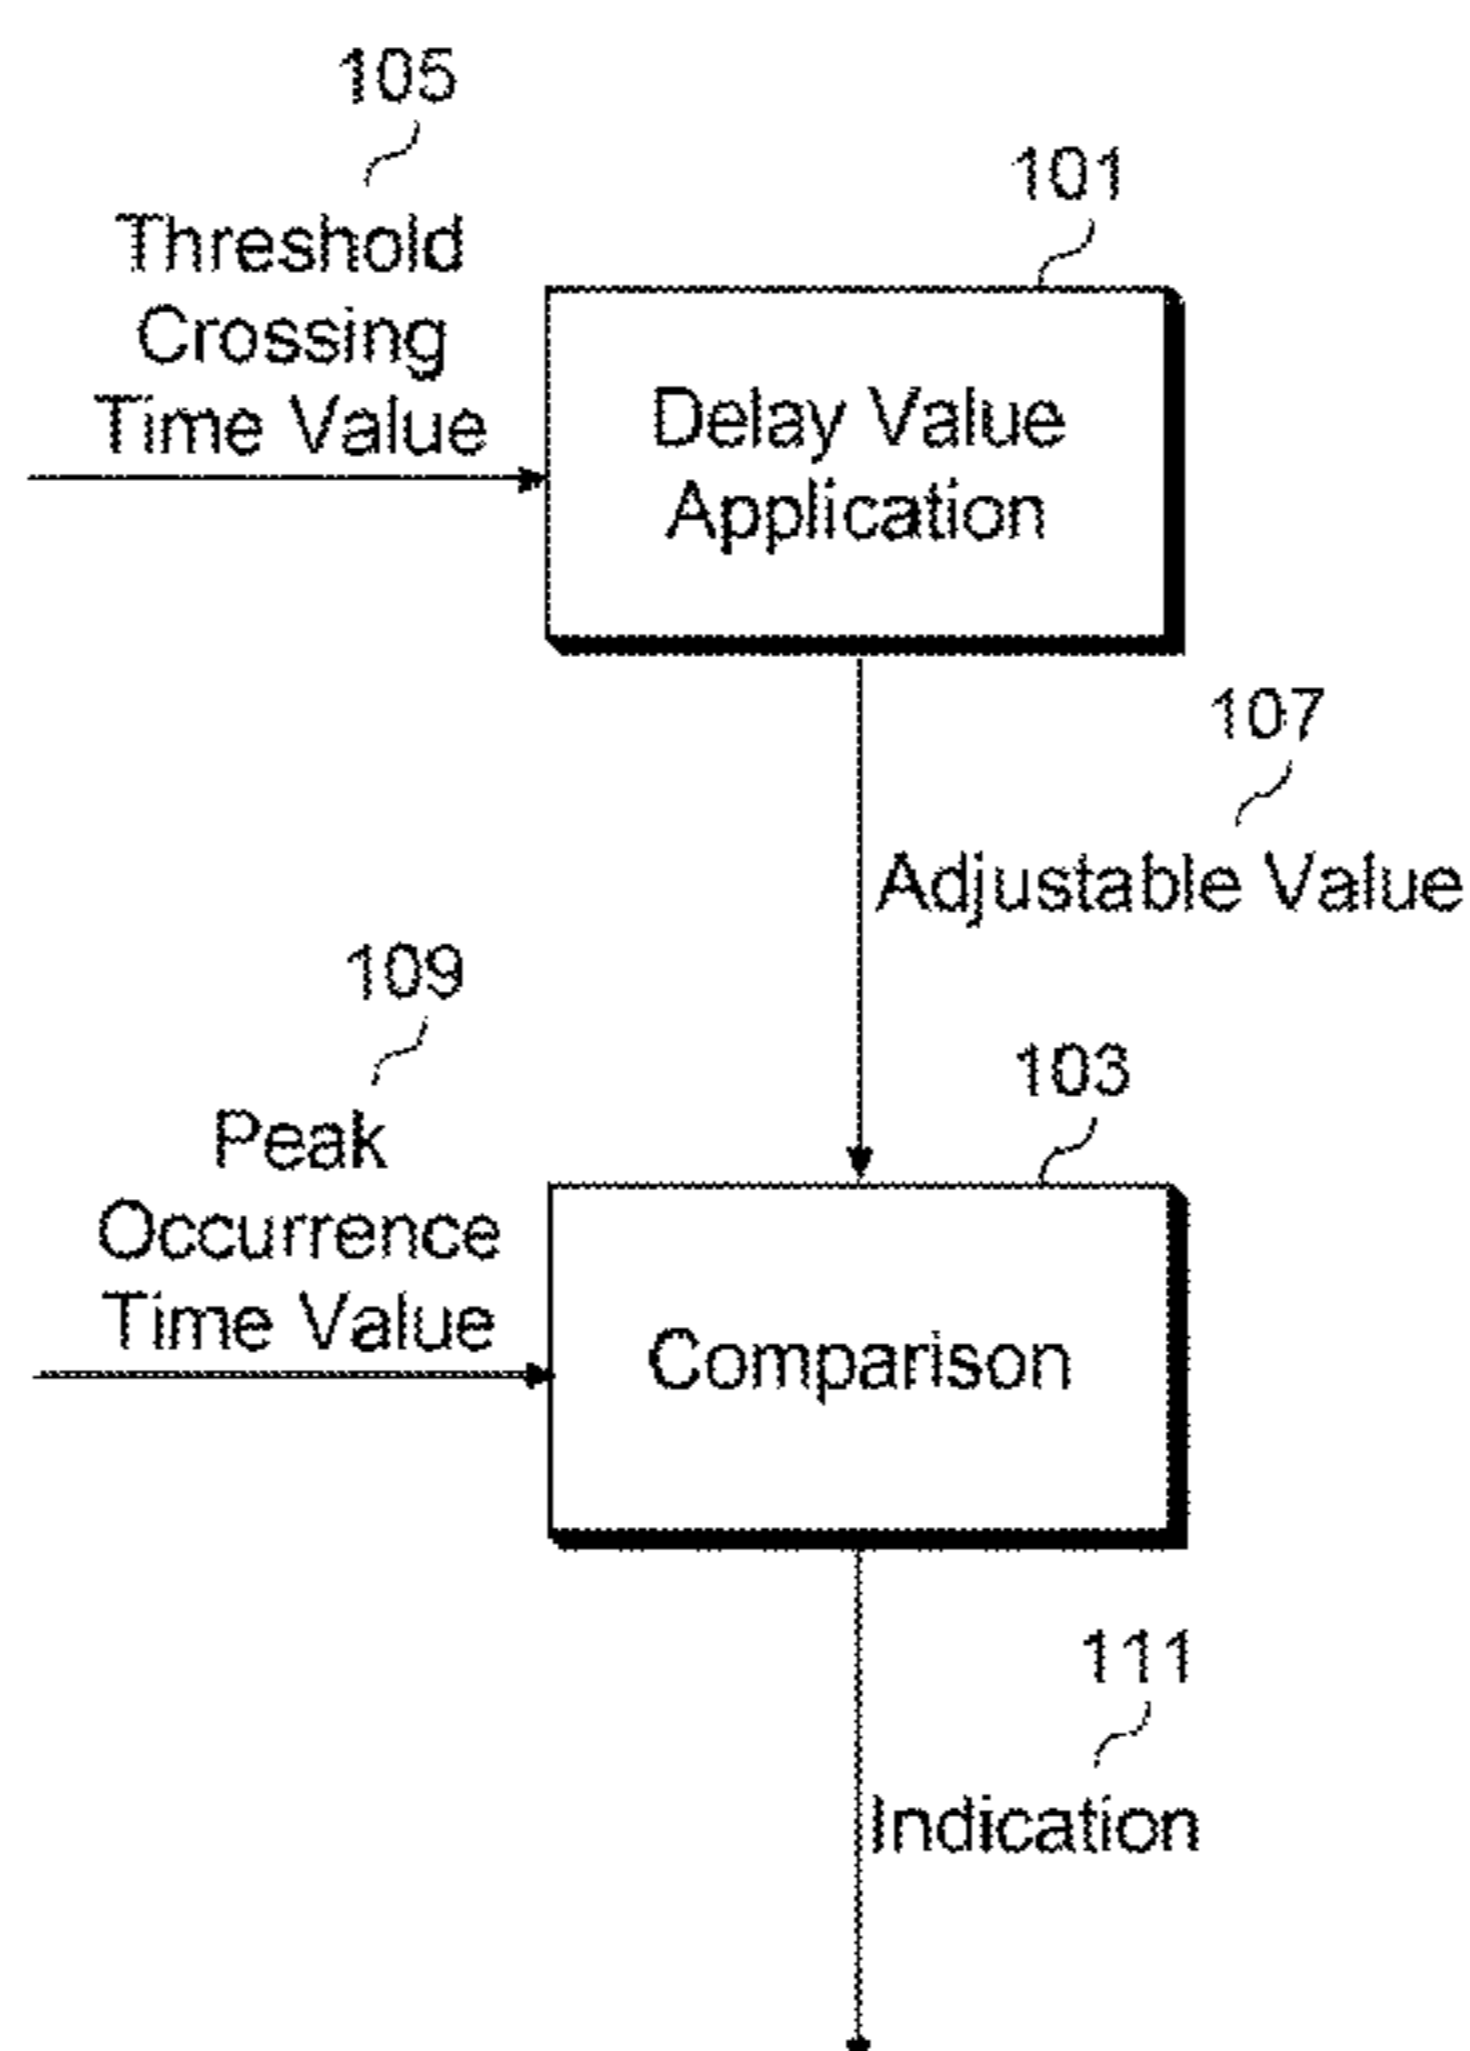 105
Threshold
Crossing
Time Value
101
Delay Value
Application
107
Adjustable Value
109
Peak
Occurrence
Time Value
103
Comparison
111
Indication